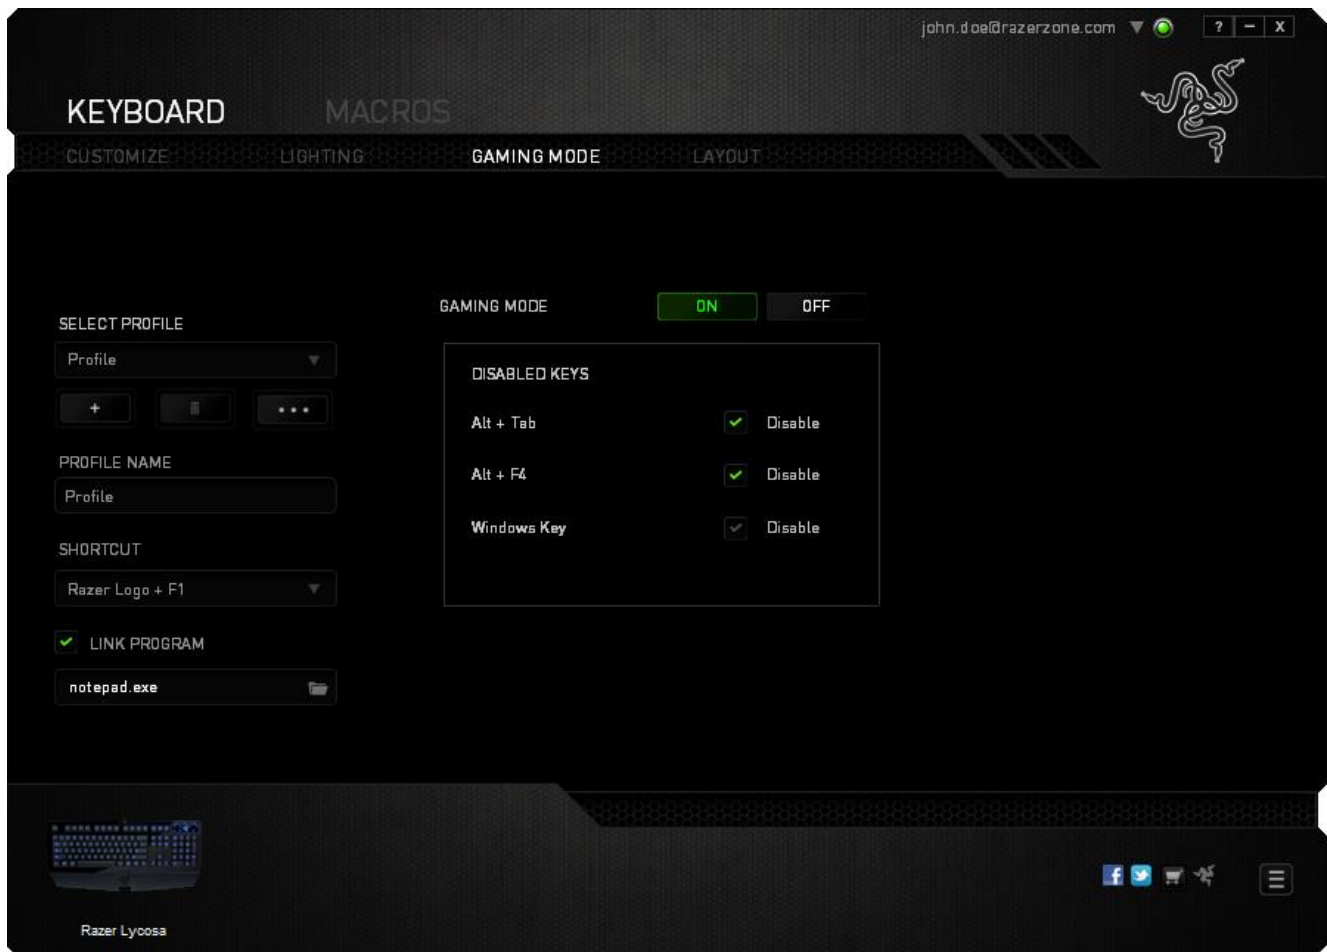 john.doe@razerzone.com
? − X
KEYBOARD MACROS
CUSTOMIZE LIGHTING GAMING MODE LAYOUT
GAMING MODE ON OFF
SELECT PROFILE
Profile
+ •••
PROFILE NAME
Profile
SHORTCUT
Razer Logo + F1
LINK PROGRAM
notepad.exe
DISABLED KEYS
Alt + Tab Disable
Alt + F4 Disable
Windows Key Disable
f
Razer Lycosa